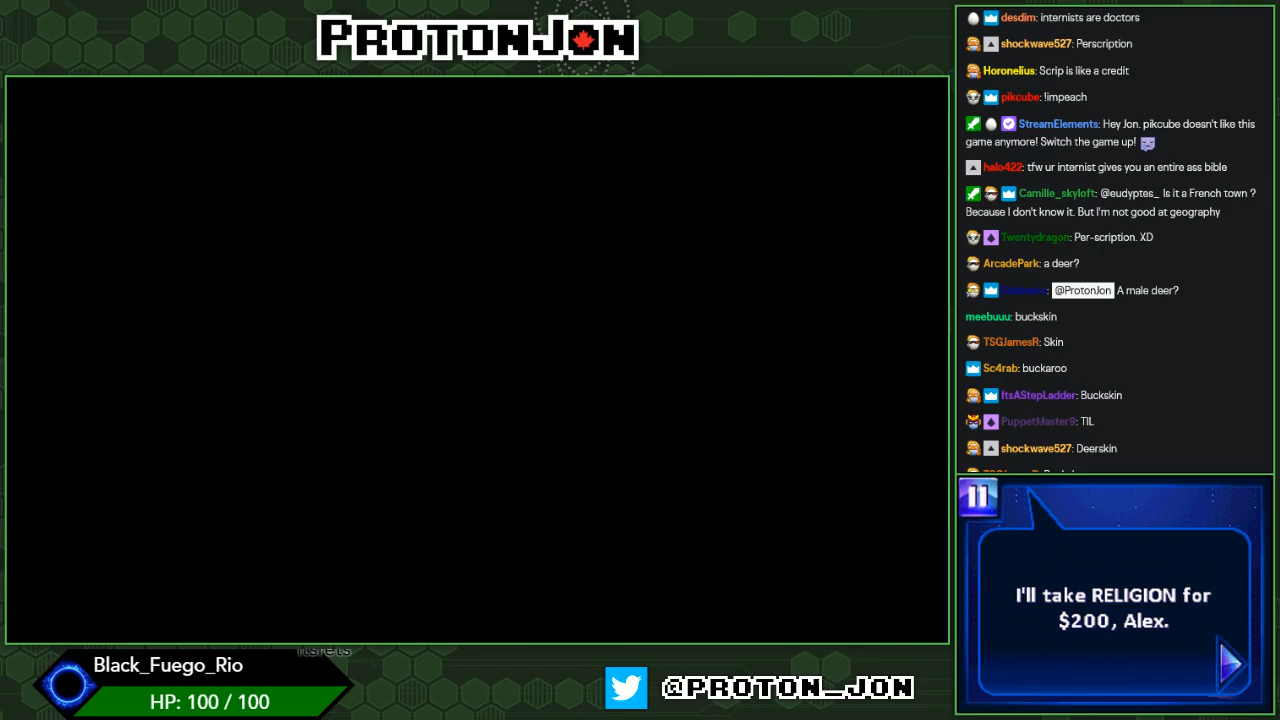 PROTONJON
desdim: internists are doctors
shockwave527: Perscription
Horonelius: Scrip is like a credit
pikcube: !impeach
StreamElements: Hey Jon. pikcube doesn't like this
game anymore! Switch the game up!
halo422: tfw ur internist gives you an entire ass bible
Camille_skyloft: @eudyptes_ Is it a French town ?
Because I don't know it. But I'm not good at geography
Twentydragon: Per-scription. XD
ArcadePark: a deer?
@ProtonJon A male deer?
meebuuu: buckskin
TSGJamesR: Skin
Sc4rab: buckaroo
ItsAStepLadder: Buckskin
PuppetMaster9: TIL
shockwave527: Deerskin
I'll take RELIGION for
$200, Alex.
Black_Fuego_Rio
HP: 100 / 100
@PROTON_JON